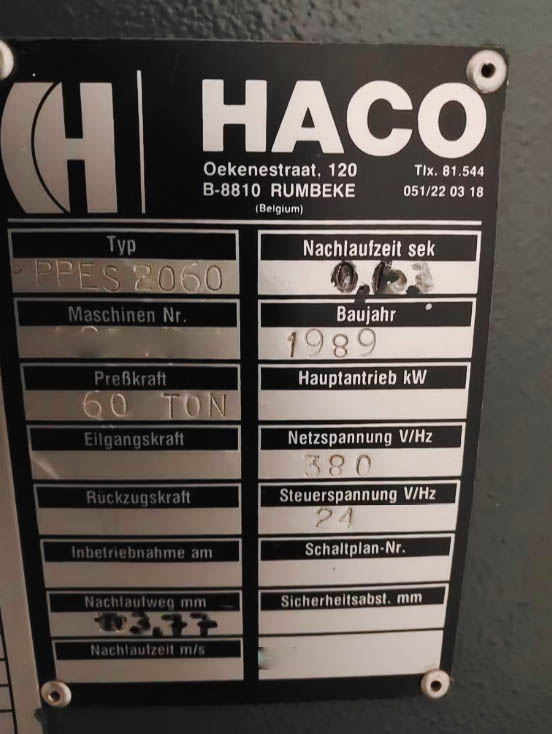 HACO
Oekenestraat, 120 Tlx. 81.544
B-8810 RUMBEKE 051/22 03 18
(Belgium)
Typ
PPES 2060
Nachlaufzeit sek
Maschinen Nr.
Baujahr
1989
Preßkraft
60 TON
Hauptantrieb kW
Eilgangskraft
Netzspannung V/Hz
380
Rückzugskraft
Steuerspannung V/Hz
24
Inbetriebnahme am
Schaltplan-Nr.
Nachlaufweg mm
3,77
Sicherheitsabst. mm
Nachlaufzeit m/s